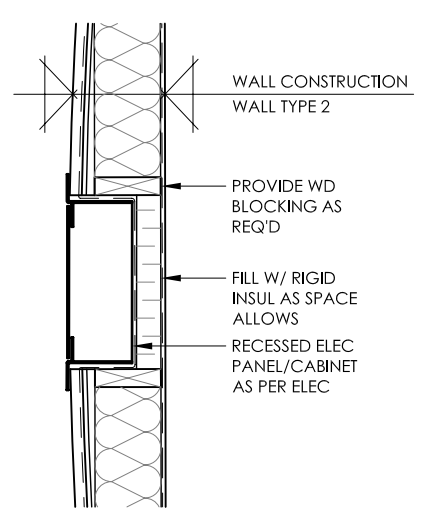 WALL CONSTRUCTION
WALL TYPE 2
PROVIDE WD
BLOCKING AS
REQ'D
FILL W/ RIGID
INSUL AS SPACE
ALLOWS
RECESSED ELEC
PANEL/CABINET
AS PER ELEC